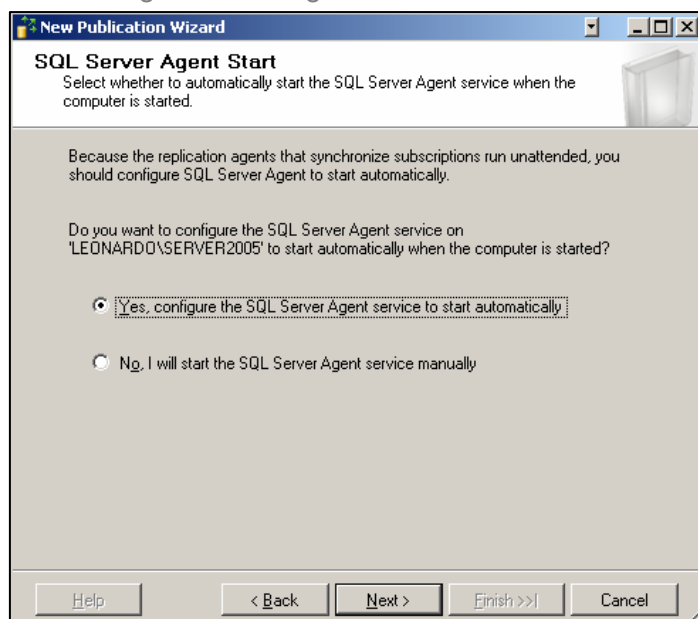 New Publication Wizard
SQL Server Agent Start
Select whether to automatically start the SQL Server Agent service when the
computer is started.
Because the replication agents that synchronize subscriptions run unattended, you
should configure SQL Server Agent to start automatically.
Do you want to configure the SQL Server Agent service on
'LEONARDO\SERVER2005' to start automatically when the computer is started?
Yes, configure the SQL Server Agent service to start automatically
No, I will start the SQL Server Agent service manually
Help < Back Next > Finish >>| Cancel